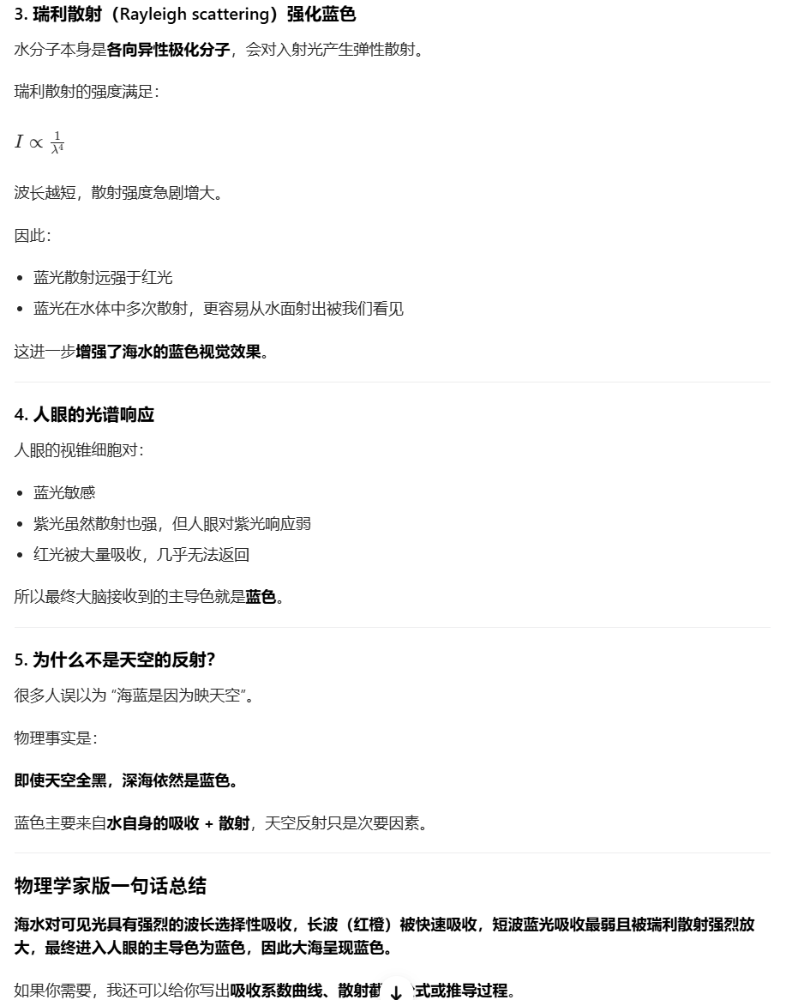 3. 瑞利散射（Rayleigh scattering）强化蓝色
水分子本身是各向异性极化分子，会对入射光产生弹性散射。
瑞利散射的强度满足：
I ∝ 1/λ⁴
波长越短，散射强度急剧增大。
因此：
• 蓝光散射远强于红光
• 蓝光在水体中多次散射，更容易从水面射出被我们看见
这进一步增强了海水的蓝色视觉效果。
4. 人眼的光谱响应
人眼的视锥细胞对：
• 蓝光敏感
• 紫光虽然散射也强，但人眼对紫光响应弱
• 红光被大量吸收，几乎无法返回
所以最终大脑接收到的主导色就是蓝色。
5. 为什么不是天空的反射？
很多人误以为 “海蓝是因为映天空”。
物理事实是：
即使天空全黑，深海依然是蓝色。
蓝色主要来自水自身的吸收 + 散射，天空反射只是次要因素。
物理学家版一句话总结
海水对可见光具有强烈的波长选择性吸收，长波（红橙）被快速吸收，短波蓝光吸收最弱且被瑞利散射强烈放
大，最终进入人眼的主导色为蓝色，因此大海呈现蓝色。
如果你需要，我还可以给你写出吸收系数曲线、散射截式或推导过程。